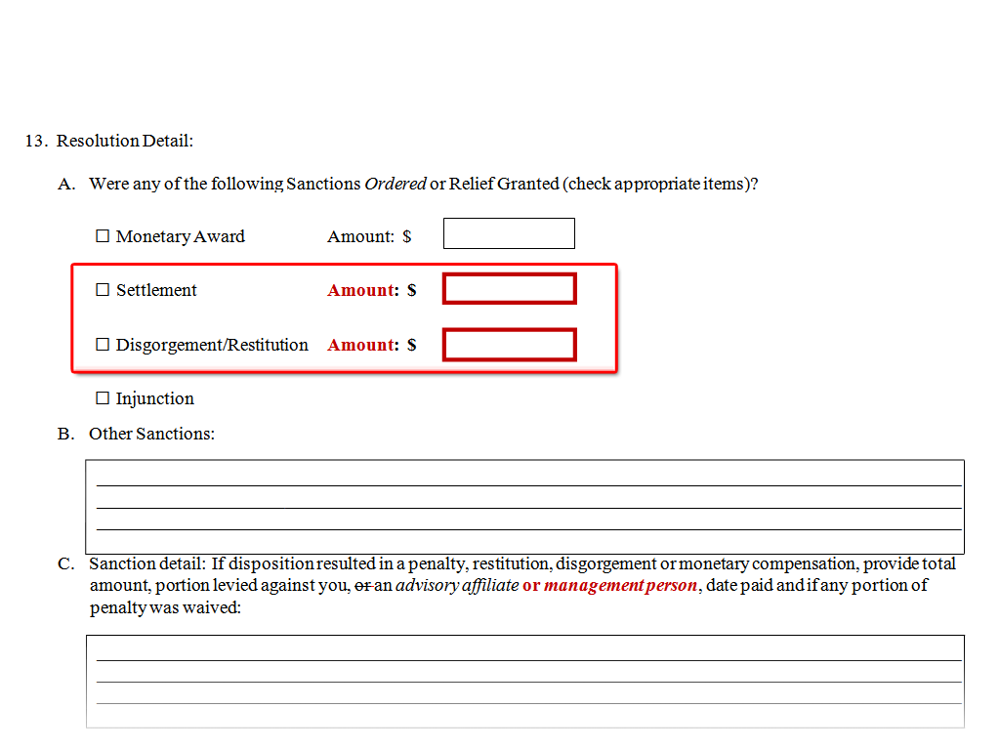 13. Resolution Detail:
A. Were any of the following Sanctions Ordered or Relief Granted (check appropriate items)?
☐ Monetary Award Amount: $
☐ Settlement Amount: $
☐ Disgorgement/Restitution Amount: $
☐ Injunction
B. Other Sanctions:
C. Sanction detail: If disposition resulted in a penalty, restitution, disgorgement or monetary compensation, provide total
amount, portion levied against you, or an advisory affiliate or management person, date paid and if any portion of
penalty was waived: